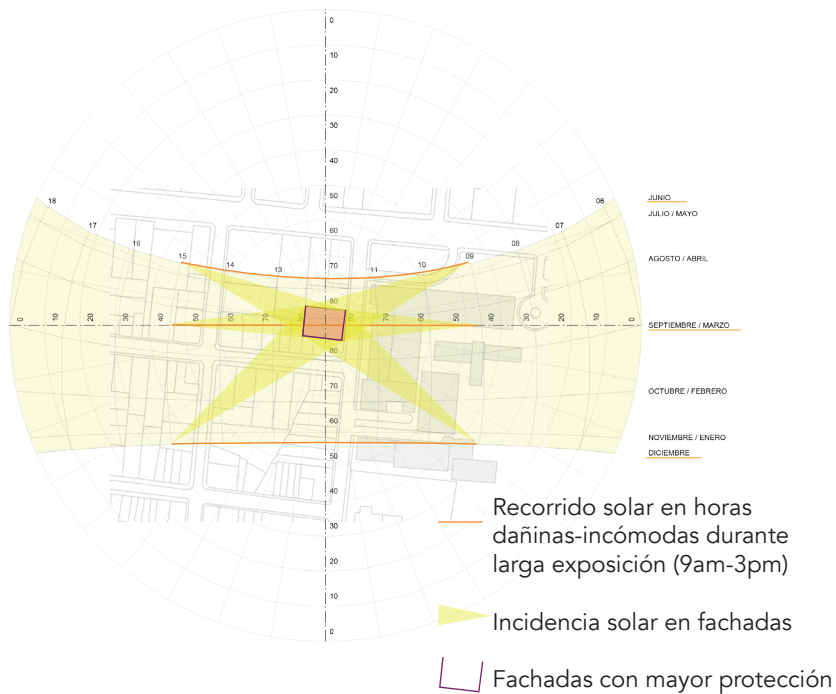 0
10
20
30
40
50
60
70
80
18
17
16
15
14
13
11
10
09
08
07
06
JUNIO
JULIO / MAYO
AGOSTO / ABRIL
SEPTIEMBRE / MARZO
OCTUBRE / FEBRERO
NOVIEMBRE / ENERO
DICIEMBRE
0 10 20 30 40 50 60 70 80
80 70 60 50 40 30 20 10 0
80
70
60
50
40
30
20
10
0
Recorrido solar en horas
dañinas-incómodas durante
larga exposición (9am-3pm)
Incidencia solar en fachadas
Fachadas con mayor protección